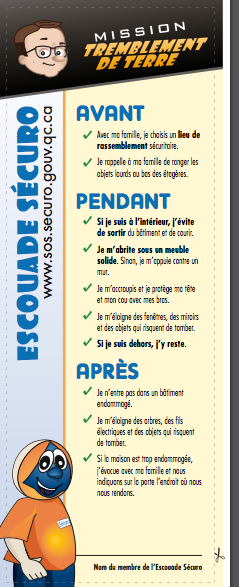 MISSION
TREMBLEMENT
DE TERRE
ESCOUADE SÉCURO
www.sos.securo.gouv.qc.ca
AVANT
Avec ma famille, je choisis un lieu de
rassemblement sécuritaire.
Je rappelle à ma famille de ranger les
objets lourds au bas des étagères.
PENDANT
Si je suis à l'intérieur, j'évite
de sortir du bâtiment et de courir.
Je m'abrite sous un meuble
solide. Sinon, je m'appuie contre un
mur.
Je m'accroupis et je protège ma tête
et mon cou avec mes bras.
Je m'éloigne des fenêtres, des miroirs
et des objets qui risquent de tomber.
Si je suis dehors, j'y reste.
APRÈS
Je n'entre pas dans un bâtiment
endommagé.
Je m'éloigne des arbres, des fils
électriques et des objets qui risquent
de tomber.
Si la maison est trop endommagée,
j'évacue avec ma famille et nous
indiquons sur la porte l'endroit où nous
nous rendons.
Nom du membre de l'Escouade Sécuro